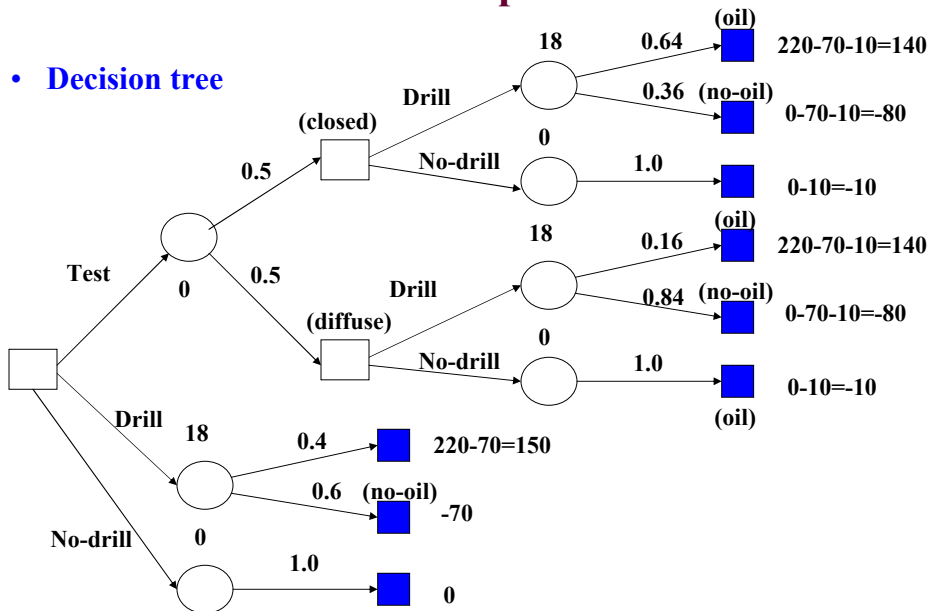 (oil)
18
0.64
220-70-10=140
• Decision tree
Drill
0.36
(no-oil)
0-70-10=-80
(closed)
0
No-drill
1.0
0-10=-10
0.5
(oil)
18
0.16
220-70-10=140
Test
0.5
0
Drill
0.84
(no-oil)
0-70-10=-80
(diffuse)
0
No-drill
1.0
0-10=-10
(oil)
Drill
18
0.4
220-70=150
0.6
(no-oil)
-70
No-drill
0
1.0
0